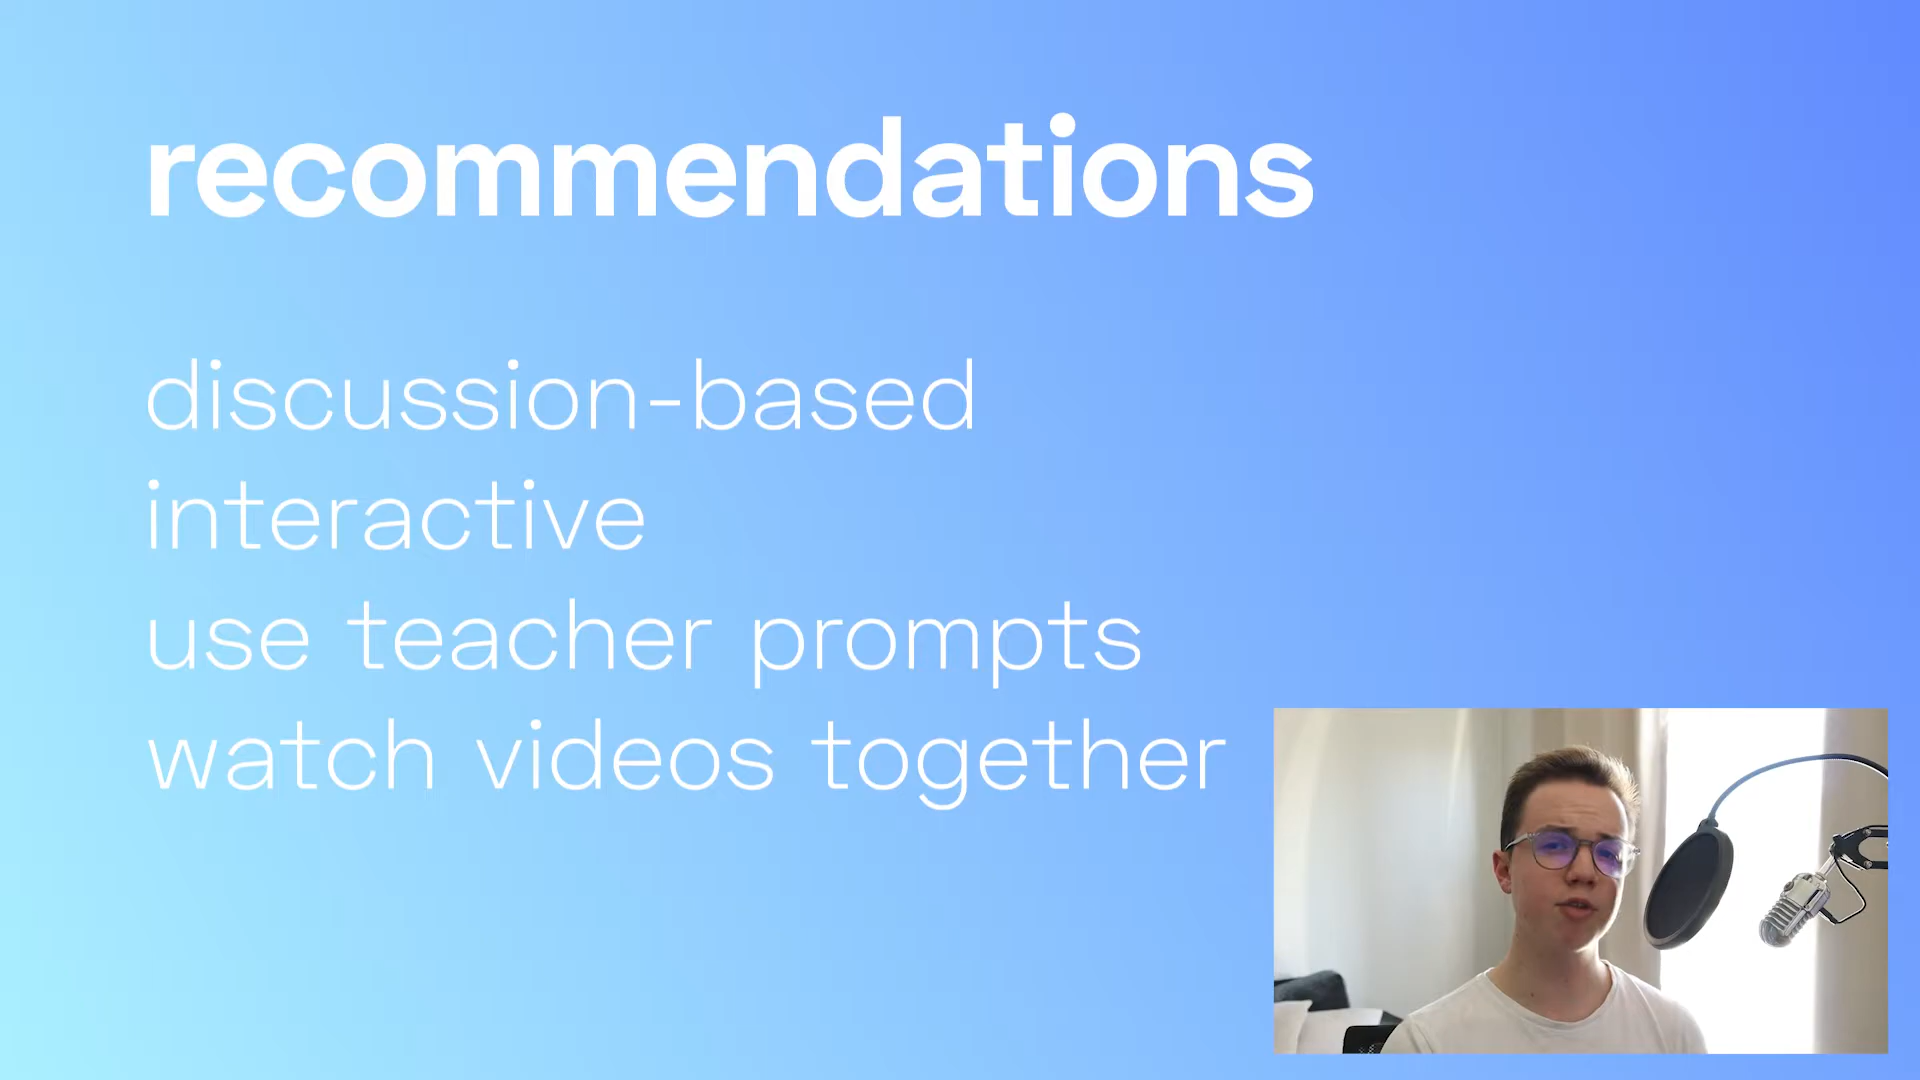 recommendations
discussion-based
interactive
use teacher prompts
watch videos together